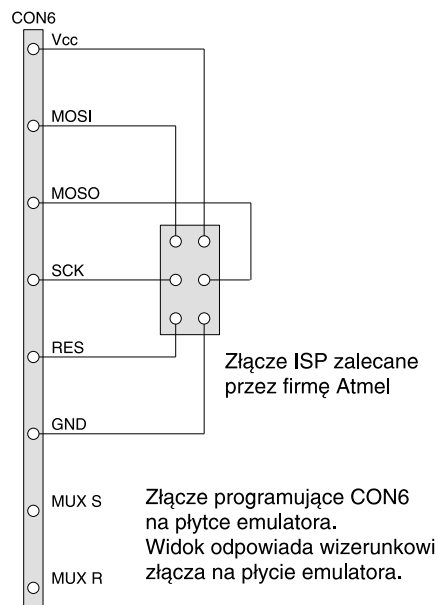 CON6
Vcc
MOSI
MOSO
SCK
RES
Złącze ISP zalecane
przez firmę Atmel
GND
MUX S
Złącze programujące CON6
na płytce emulatora.
Widok odpowiada wizerunkowi
złącza na płycie emulatora.
MUX R